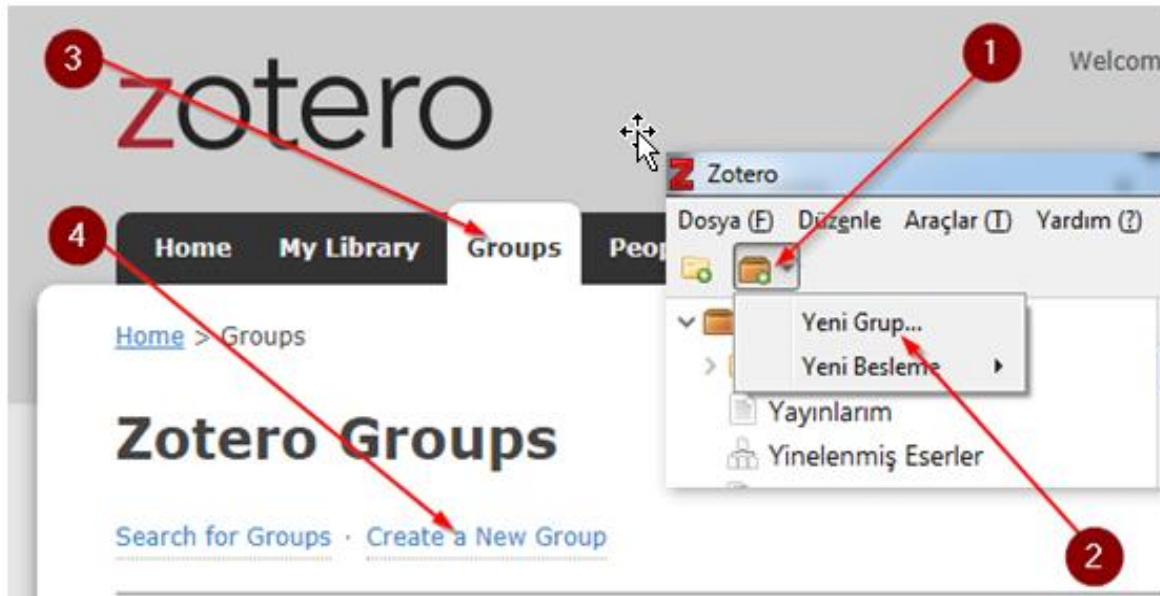 3
zotero
1
Welcom
Zotero
Dosya (F) Düzenle Araçlar (T) Yardım (?)
4
Home My Library Groups Peop
Yeni Grup...
Yeni Besleme
Home > Groups
Yayınlarım
Zotero Groups
Yinelenmiş Eserler
Search for Groups · Create a New Group
2